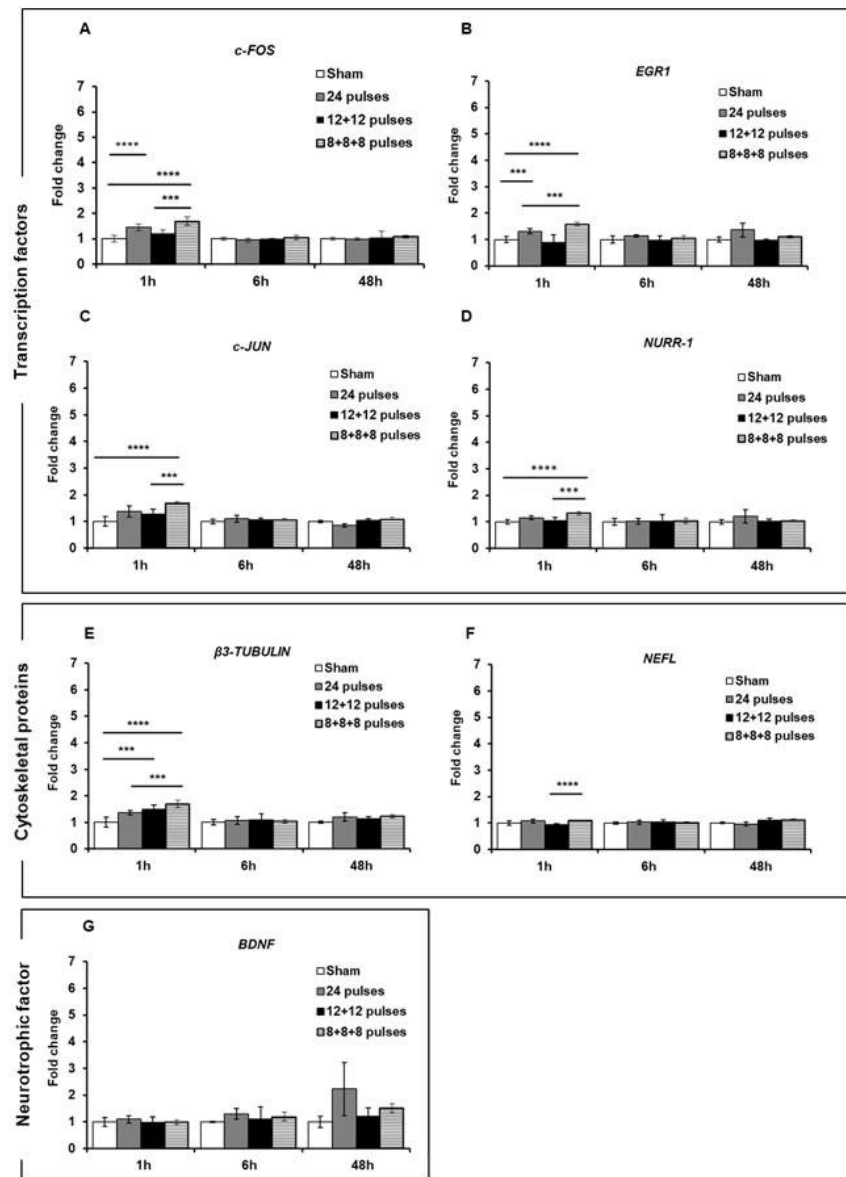 Transcription factors
A
c-FOS
Fold change
7
6
5
4
3
2
1
0
Sham
24 pulses
12+12 pulses
8+8+8 pulses
****
****
***
1h 6h 48h
B
EGR1
Fold change
7
6
5
4
3
2
1
0
Sham
24 pulses
12+12 pulses
8+8+8 pulses
****
***
***
1h 6h 48h
C
c-JUN
Fold change
7
6
5
4
3
2
1
0
Sham
24 pulses
12+12 pulses
8+8+8 pulses
****
***
1h 6h 48h
D
NURR-1
Fold change
7
6
5
4
3
2
1
0
Sham
24 pulses
12+12 pulses
8+8+8 pulses
****
***
1h 6h 48h
Cytoskeletal proteins
E
β3-TUBULIN
Fold change
7
6
5
4
3
2
1
0
Sham
24 pulses
12+12 pulses
8+8+8 pulses
****
***
***
1h 6h 48h
F
NEFL
Fold change
7
6
5
4
3
2
1
0
Sham
24 pulses
12+12 pulses
8+8+8 pulses
****
1h 6h 48h
Neurotrophic factor
G
BDNF
Fold change
7
6
5
4
3
2
1
0
Sham
24 pulses
12+12 pulses
8+8+8 pulses
1h 6h 48h